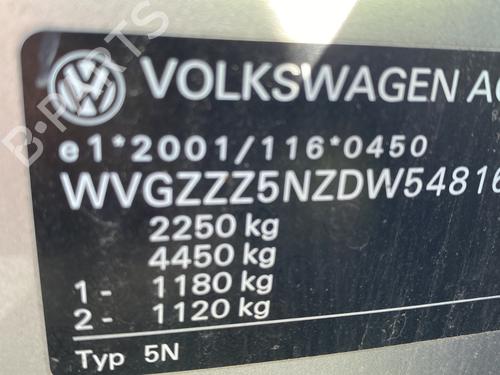 VOLKSWAGEN AG
e1*2001/116*0450
WVGZZZ5NZDW54816
2250 kg
4450 kg
1- 1180 kg
2- 1120 kg
Typ 5N
B-PARTS